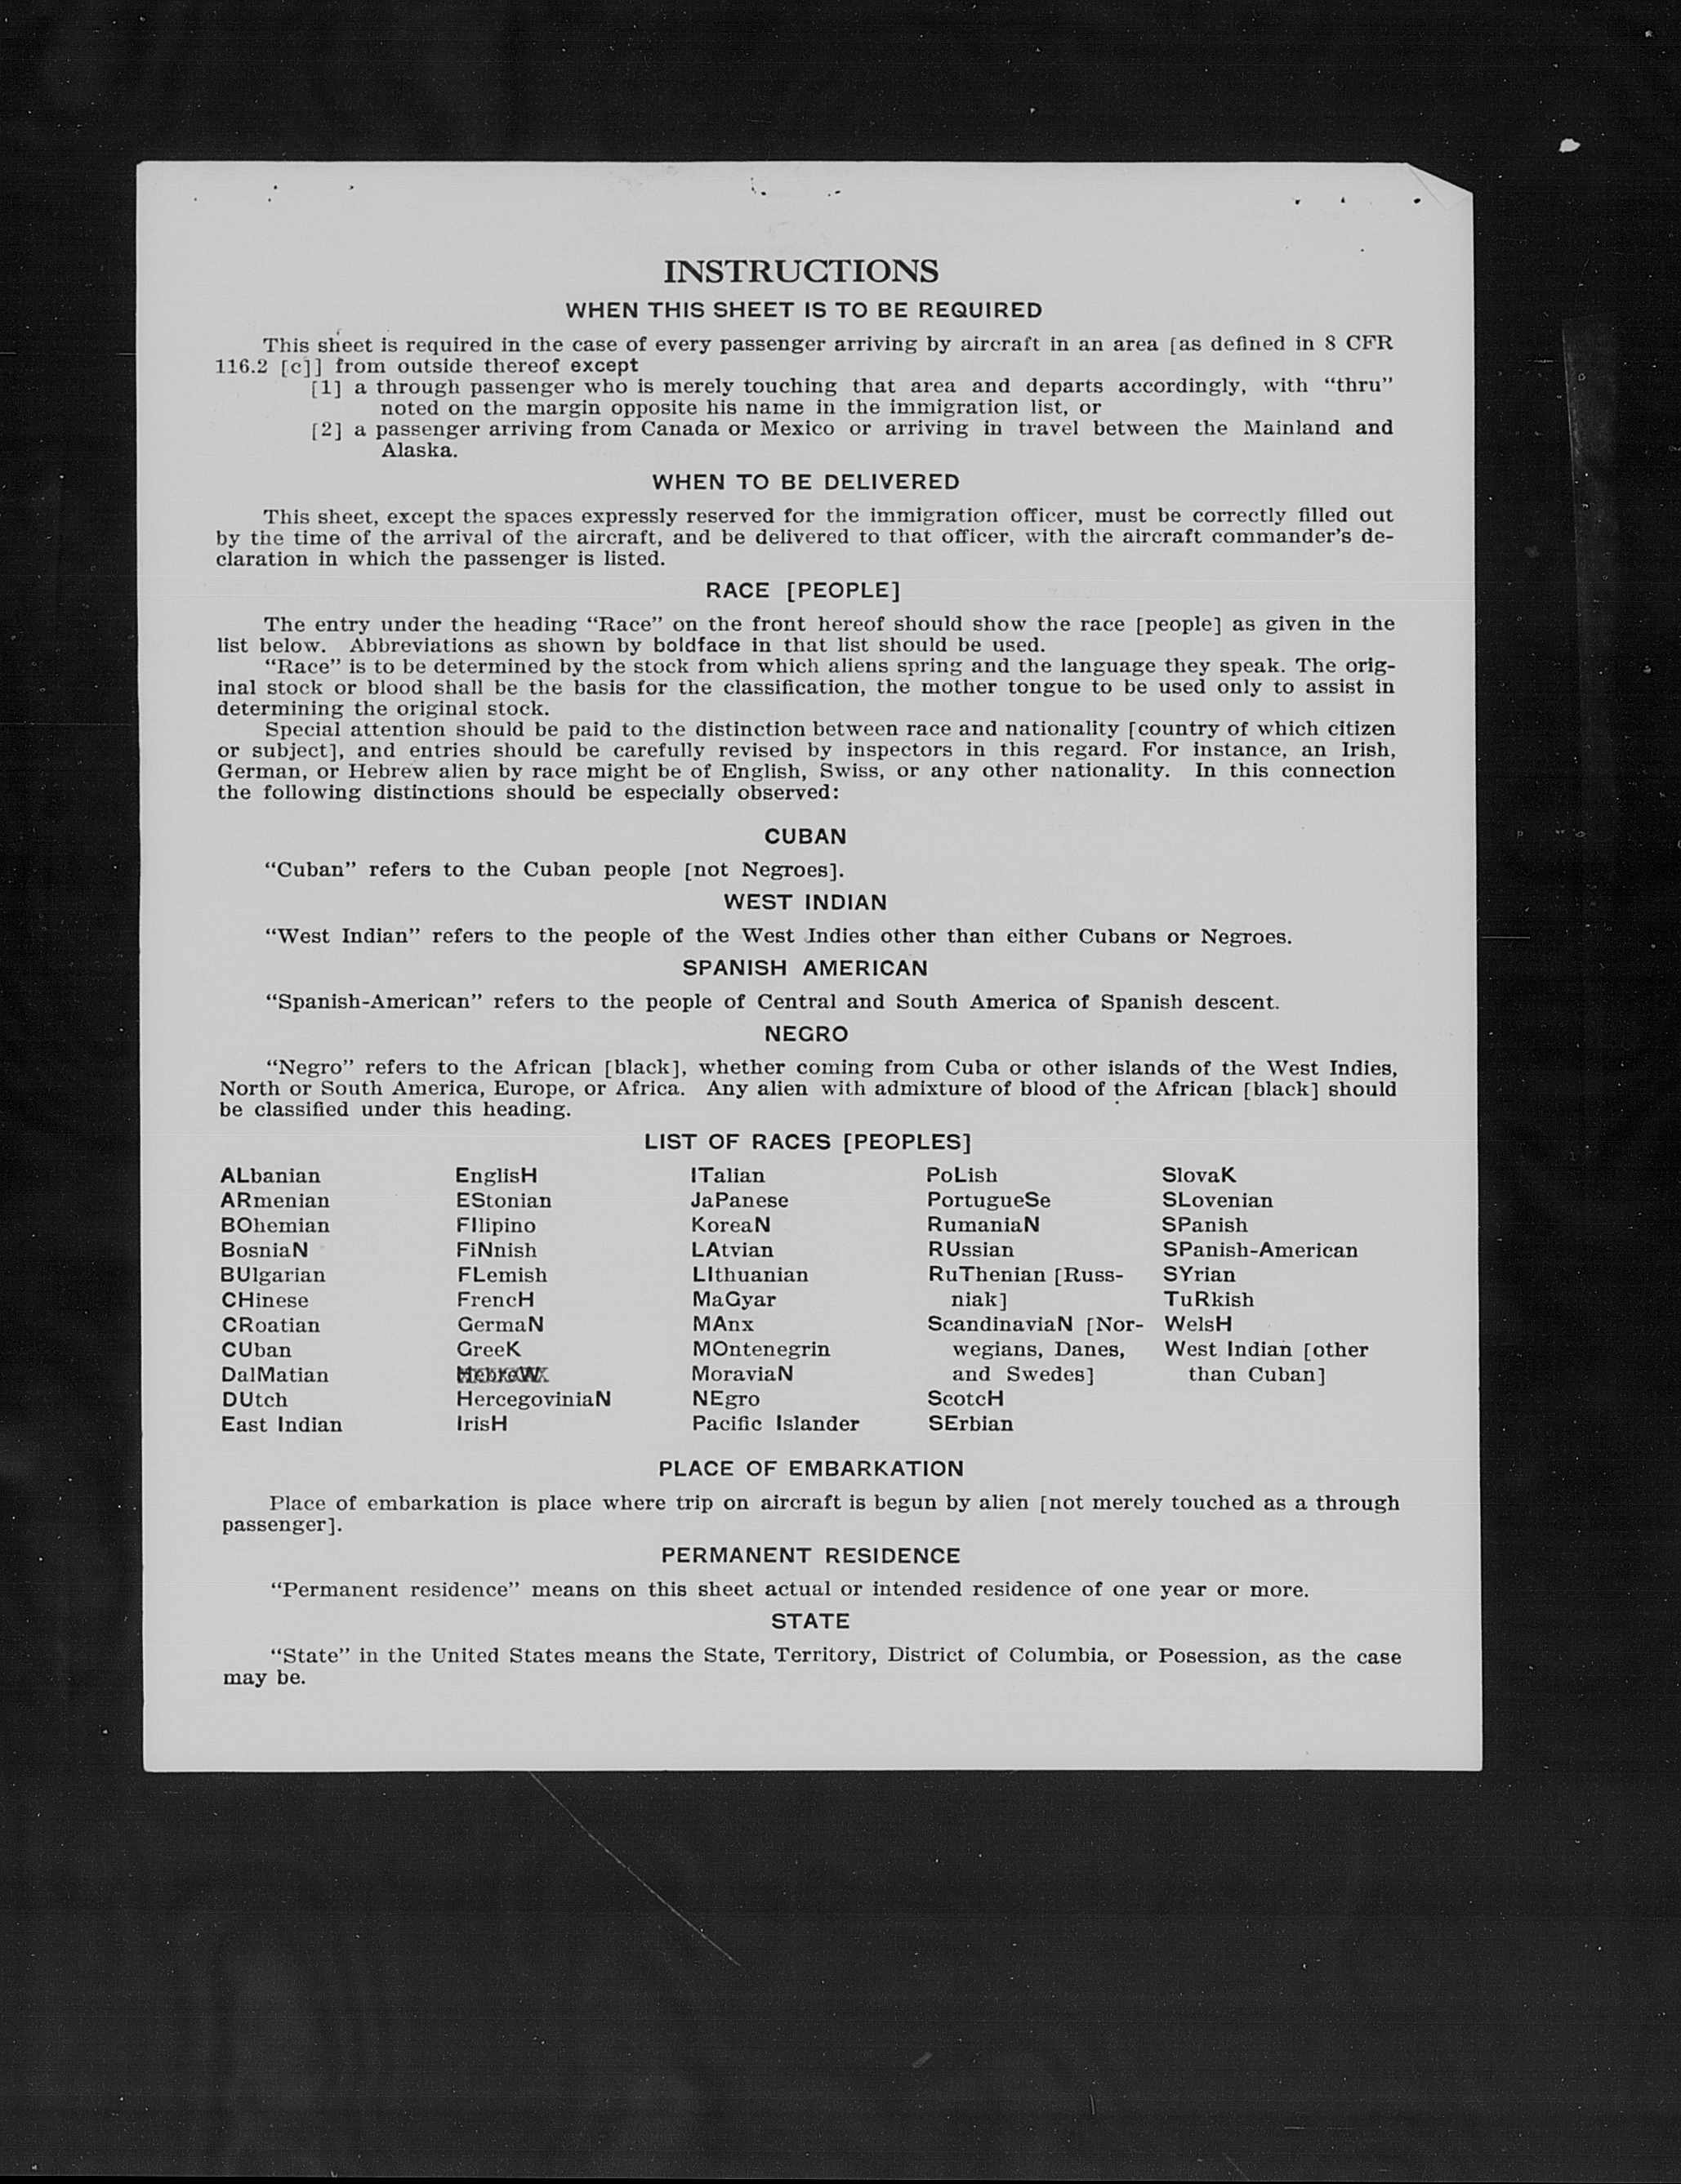 INSTRUCTIONS
WHEN THIS SHEET IS TO BE REQUIRED
This sheet is required in the case of every passenger arriving by aircraft in an area [as defined in 8 CFR
116.2 [c]] from outside thereof except
[1] a through passenger who is merely touching that area and departs accordingly, with “thru”
noted on the margin opposite his name in the immigration list, or
[2] a passenger arriving from Canada or Mexico or arriving in travel between the Mainland and
Alaska.
WHEN TO BE DELIVERED
This sheet, except the spaces expressly reserved for the immigration officer, must be correctly filled out
by the time of the arrival of the aircraft, and be delivered to that officer, with the aircraft commander’s de-
claration in which the passenger is listed.
RACE [PEOPLE]
The entry under the heading “Race” on the front hereof should show the race [people] as given in the
list below. Abbreviations as shown by boldface in that list should be used.
“Race” is to be determined by the stock from which aliens spring and the language they speak. The orig-
inal stock or blood shall be the basis for the classification, the mother tongue to be used only to assist in
determining the original stock.
Special attention should be paid to the distinction between race and nationality [country of which citizen
or subject], and entries should be carefully revised by inspectors in this regard. For instance, an Irish,
German, or Hebrew alien by race might be of English, Swiss, or any other nationality. In this connection
the following distinctions should be especially observed:
CUBAN
“Cuban” refers to the Cuban people [not Negroes].
WEST INDIAN
“West Indian” refers to the people of the West Indies other than either Cubans or Negroes.
SPANISH AMERICAN
“Spanish-American” refers to the people of Central and South America of Spanish descent.
NEGRO
“Negro” refers to the African [black], whether coming from Cuba or other islands of the West Indies,
North or South America, Europe, or Africa. Any alien with admixture of blood of the African [black] should
be classified under this heading.
LIST OF RACES [PEOPLES]
ALbanian
ARmenian
BOhemian
BosniaN
BUlgarian
CHinese
CRoatian
CUban
DalMatian
DUtch
East Indian
EnglisH
EStonian
FIlipino
FiNnish
FLemish
FrencH
GermaN
GreeK
HebreW
HercegoviniaN
IrisH
ITalian
JaPanese
KoreaN
LAtvian
LIthuanian
MaGyar
MAnx
MOntenegrin
MoraviaN
NEgro
Pacific Islander
PoLish
PortugueSe
RumaniaN
RUssian
RuThenian [Russ-
niak]
ScandinaviaN [Nor-
wegians, Danes,
and Swedes]
ScotcH
SErbian
SlovaK
SLovenian
SPanish
SPanish-American
SYrian
TuRkish
WelsH
West Indian [other
than Cuban]
PLACE OF EMBARKATION
Place of embarkation is place where trip on aircraft is begun by alien [not merely touched as a through
passenger].
PERMANENT RESIDENCE
“Permanent residence” means on this sheet actual or intended residence of one year or more.
STATE
“State” in the United States means the State, Territory, District of Columbia, or Posession, as the case
may be.